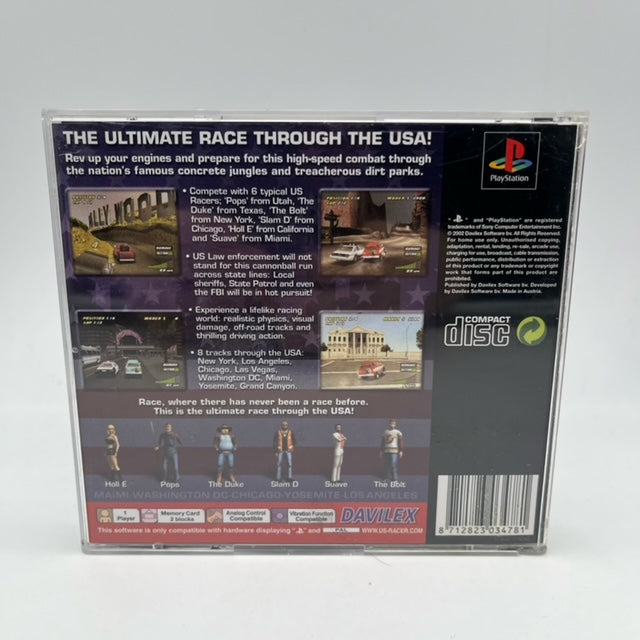 THE ULTIMATE RACE THROUGH THE USA!
Rev up your engines and prepare for this high-speed combat through
the nation's famous concrete jungles and treacherous dirt parks.
• Compete with 6 typical US
Racers; 'Pops' from Utah, 'The
Duke' from Texas, 'The Bolt'
from New York, 'Slam D' from
Chicago, 'Holl E' from California
and 'Suave' from Miami.
• US Law enforcement will
not stand for this cannonball run
across state lines: Local
sheriffs, State Patrol and even
the FBI will be in hot pursuit!
• Experience a lifelike racing
world: realistic physics, visual
damage, off-road tracks and
thrilling driving action.
• 8 tracks through the USA:
New York, Los Angeles,
Chicago, Las Vegas,
Washington DC, Miami,
Yosemite, Grand Canyon.
Race, where there has never been a race before.
This is the ultimate race through the USA!
Holl E Pops The Duke Slam D Suave The Bolt
MAIMI-WASHINGTON DC-CHICAGO-YOSEMITE-LOS ANGELES
1 Player
Memory Card 2 blocks
Analog Control Compatible
Vibration Function Compatible
DAVILEX
This software is only compatible with hardware displaying " " and PAL
WWW.US-RACER.COM
PlayStation
" " and "PlayStation" are registered
trademarks of Sony Computer Entertainment Inc.
© 2002 Davilex Software bv. All Rights Reserved.
For home use only. Unauthorised copying,
adaptation, rental, lending, re-sale, arcade use,
charging for use, broadcast, cable transmission,
public performance, distribution or extraction
of this product or any trademark or copyright
work that forms part of this product are
prohibited.
Published by Davilex Software bv. Developed
by Davilex Software bv. Made in Austria.
COMPACT
disc
8 712823 034781